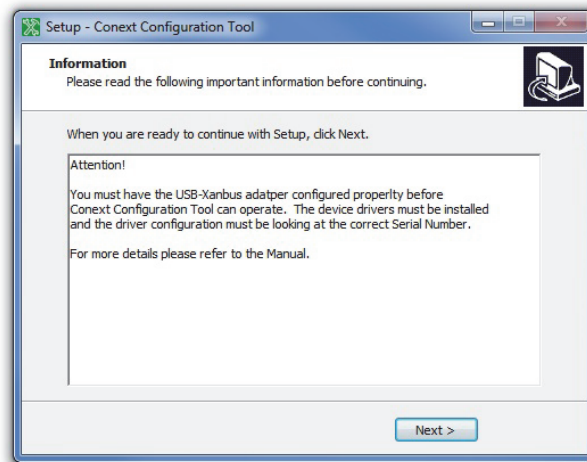 Setup - Conext Configuration Tool
Information
Please read the following important information before continuing.
When you are ready to continue with Setup, click Next.
Attention!
You must have the USB-Xanbus adatper configured properlty before
Conext Configuration Tool can operate.  The device drivers must be installed
and the driver configuration must be looking at the correct Serial Number.
For more details please refer to the Manual.
Next >